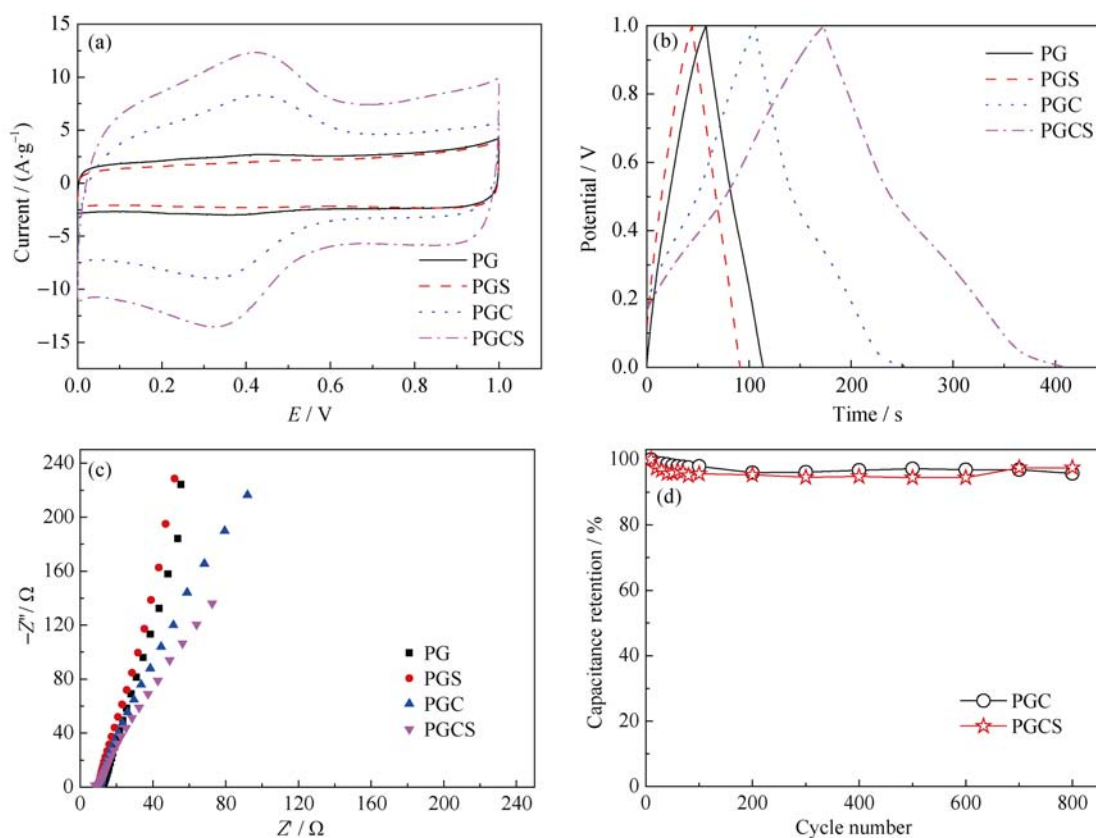 (a)
15
10
5
0
−5
−10
−15
Current / (A·g⁻¹)
PG
PGS
PGC
PGCS
0.0 0.2 0.4 0.6 0.8 1.0
E / V
(b)
1.0
0.8
0.6
0.4
0.2
0.0
Potential / V
PG
PGS
PGC
PGCS
0 100 200 300 400
Time / s
(c)
240
200
160
120
80
40
0
−Z″ / Ω
PG
PGS
PGC
PGCS
0 40 80 120 160 200 240
Z′ / Ω
100
80
60
40
20
0
(d)
Capacitance retention / %
PGC
PGCS
0 200 400 600 800
Cycle number